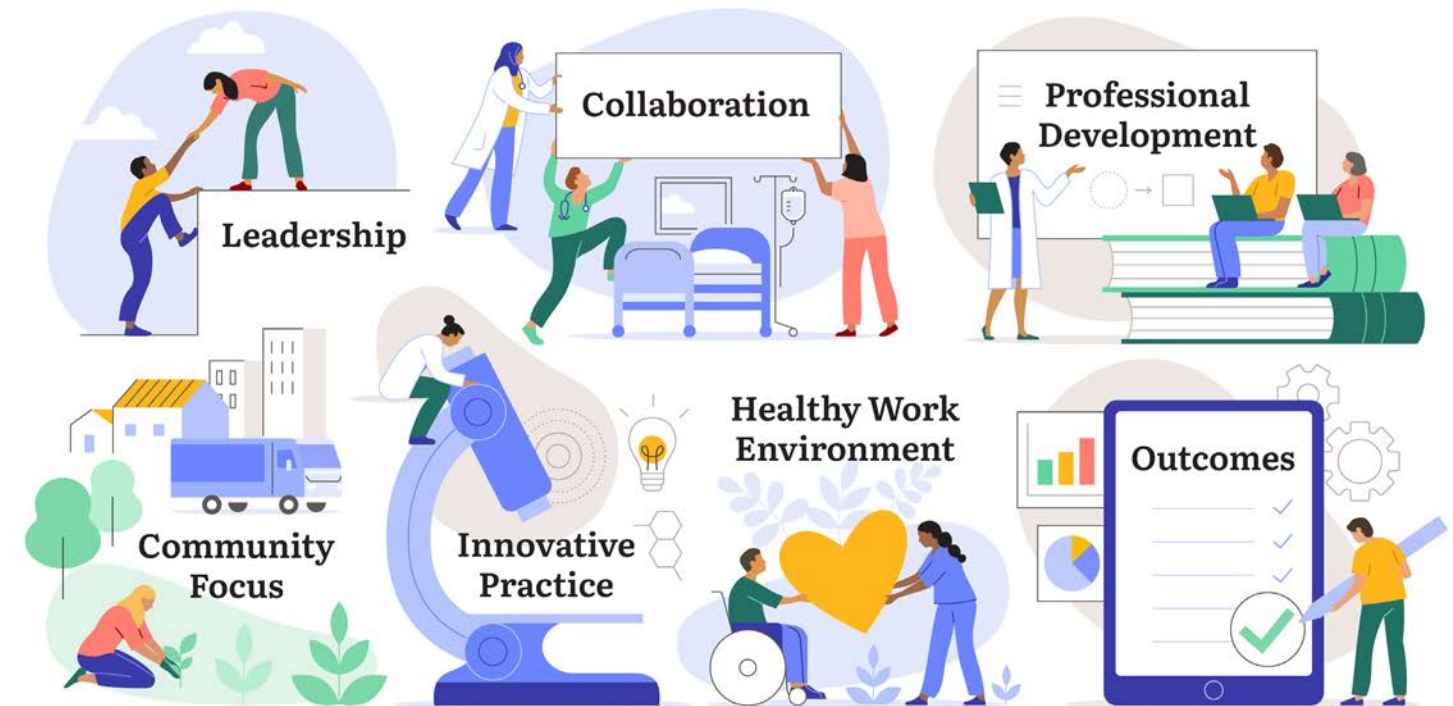 Leadership
Collaboration
Professional
Development
Community
Focus
Innovative
Practice
Healthy Work
Environment
Outcomes